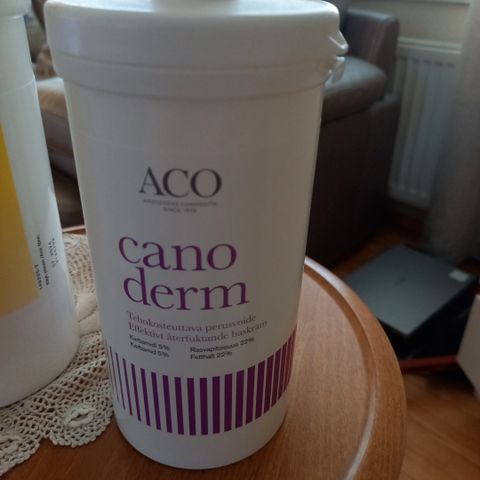 ACO
SINCE 1939
cano
derm
Tehokosteuttava perusvoide
Effektivt återfuktande baskräm
Karbamidi 5% Rasvapitoisuus 22%
Karbamid 5% Fetthalt 22%